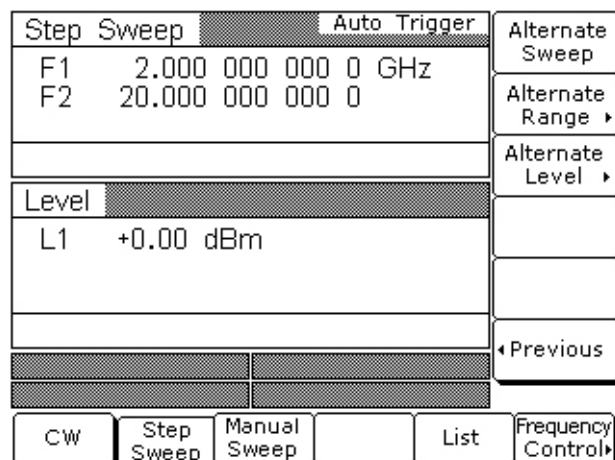 Step Sweep
Auto Trigger
F1 2.000 000 000 0 GHz
F2 20.000 000 000 0
Level
L1 +0.00 dBm
Alternate
Sweep
Alternate
Range ▸
Alternate
Level ▸
◂Previous
CW
Step
Sweep
Manual
Sweep
List
Frequency
Control▸